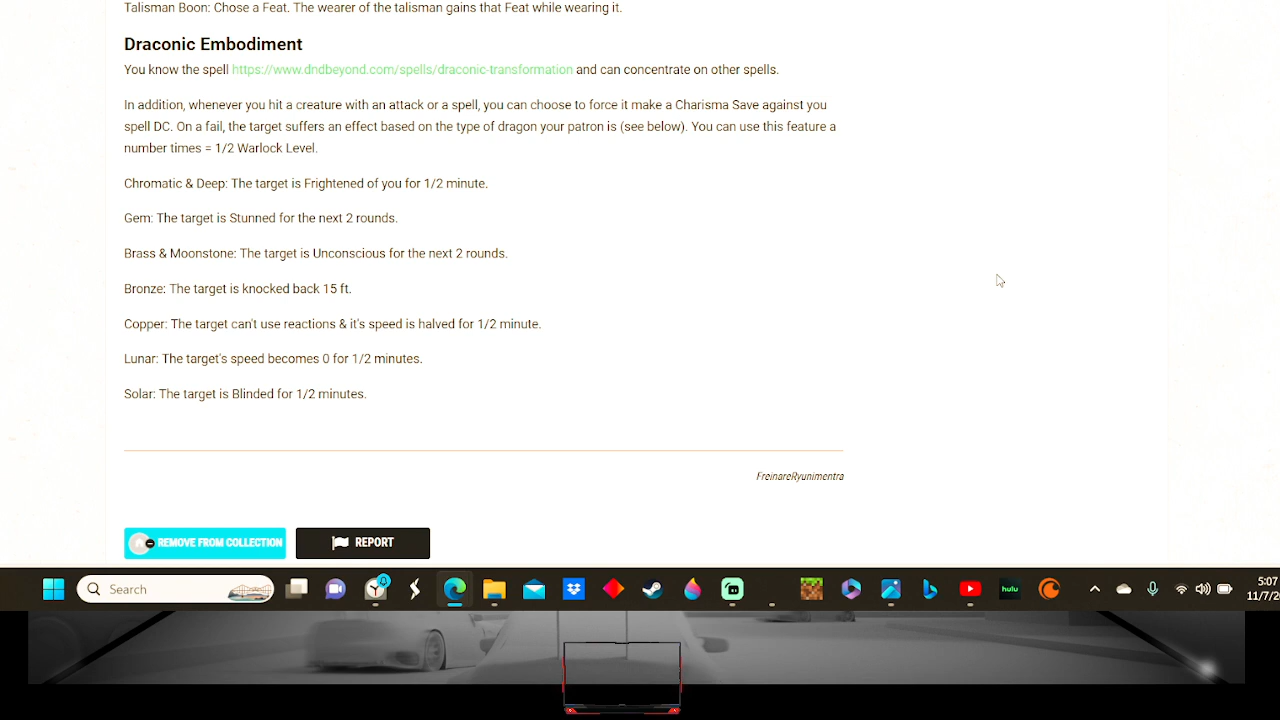 Talisman Boon: Chose a Feat. The wearer of the talisman gains that Feat while wearing it.
Draconic Embodiment
You know the spell https://www.dndbeyond.com/spells/draconic-transformation and can concentrate on other spells.
In addition, whenever you hit a creature with an attack or a spell, you can choose to force it make a Charisma Save against you
spell DC. On a fail, the target suffers an effect based on the type of dragon your patron is (see below). You can use this feature a
number times = 1/2 Warlock Level.
Chromatic & Deep: The target is Frightened of you for 1/2 minute.
Gem: The target is Stunned for the next 2 rounds.
Brass & Moonstone: The target is Unconscious for the next 2 rounds.
Bronze: The target is knocked back 15 ft.
Copper: The target can't use reactions & it's speed is halved for 1/2 minute.
Lunar: The target's speed becomes 0 for 1/2 minutes.
Solar: The target is Blinded for 1/2 minutes.
FreinareRyunimentra
REMOVE FROM COLLECTION REPORT
Search hulu 5:07
11/7/2